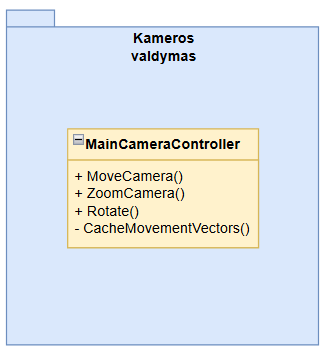 Kameros
valdymas
MainCameraController
+ MoveCamera()
+ ZoomCamera()
+ Rotate()
- CacheMovementVectors()